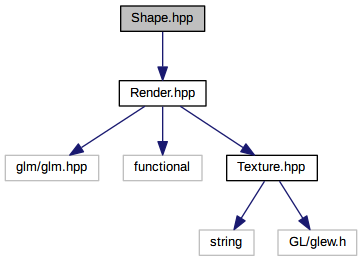 Shape.hpp
Render.hpp
glm/glm.hpp
functional
Texture.hpp
string
GL/glew.h